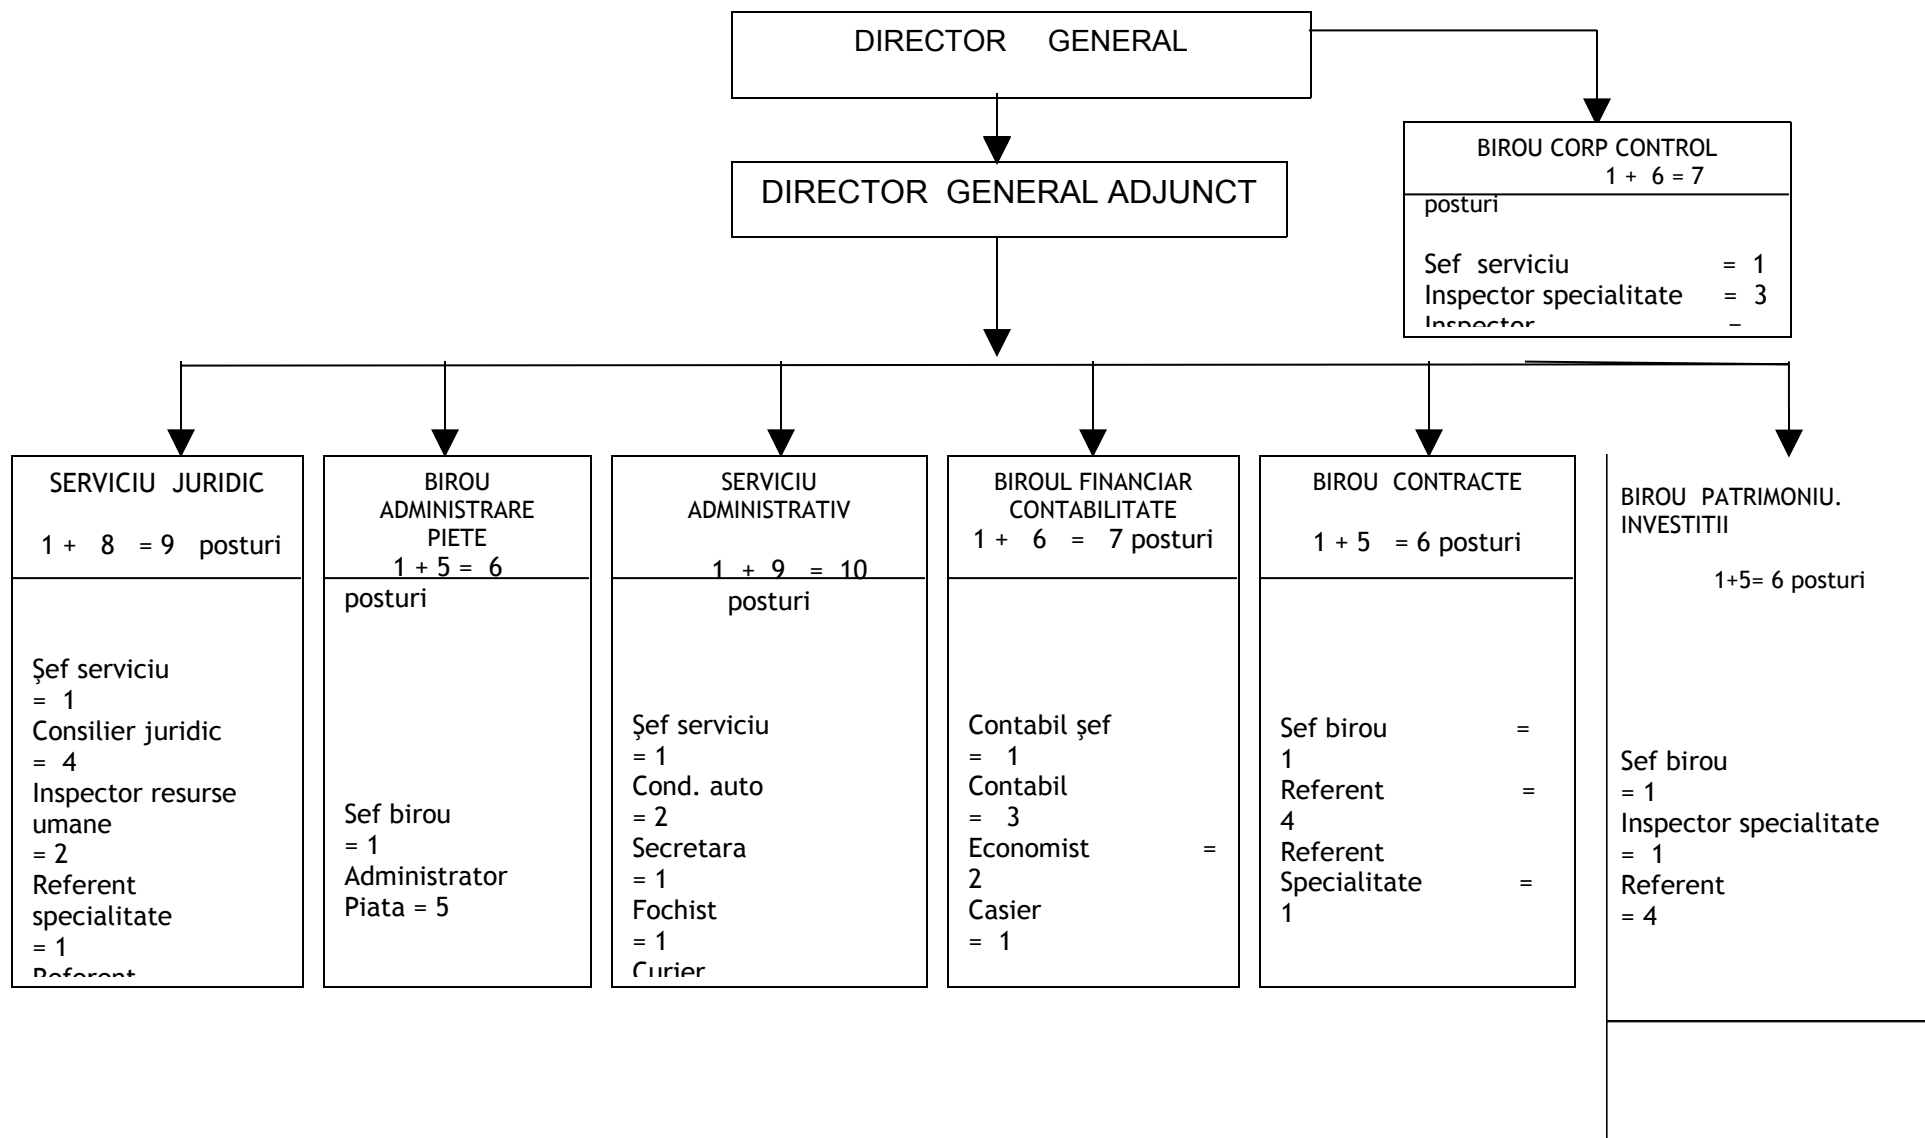 DIRECTOR GENERAL
BIROU CORP CONTROL
1 + 6 = 7
posturi
Sef serviciu = 1
Inspector specialitate = 3
Inspector =
DIRECTOR GENERAL ADJUNCT
SERVICIU JURIDIC
1 + 8 = 9 posturi
Şef serviciu
= 1
Consilier juridic
= 4
Inspector resurse
umane
= 2
Referent
specialitate
= 1
Referent
BIROU
ADMINISTRARE
PIETE
1 + 5 = 6
posturi
Sef birou
= 1
Administrator
Piata = 5
SERVICIU
ADMINISTRATIV
1 + 9 = 10
posturi
Şef serviciu
= 1
Cond. auto
= 2
Secretara
= 1
Fochist
= 1
Curier
BIROUL FINANCIAR
CONTABILITATE
1 + 6 = 7 posturi
Contabil şef
= 1
Contabil
= 3
Economist =
2
Casier
= 1
BIROU CONTRACTE
1 + 5 = 6 posturi
Sef birou =
1
Referent =
4
Referent
Specialitate =
1
BIROU PATRIMONIU.
INVESTITII
1+5= 6 posturi
Sef birou
= 1
Inspector specialitate
= 1
Referent
= 4